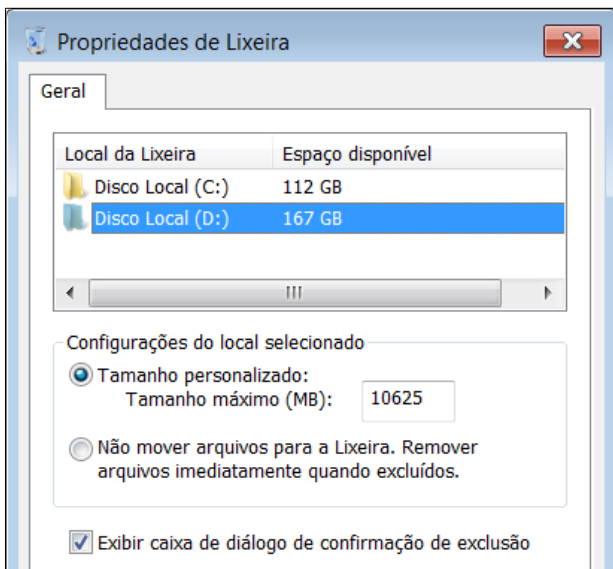 Propriedades de Lixeira
Geral
Local da Lixeira Espaço disponível
Disco Local (C:) 112 GB
Disco Local (D:) 167 GB
Configurações do local selecionado
Tamanho personalizado:
Tamanho máximo (MB): 10625
Não mover arquivos para a Lixeira. Remover
arquivos imediatamente quando excluídos.
Exibir caixa de diálogo de confirmação de exclusão